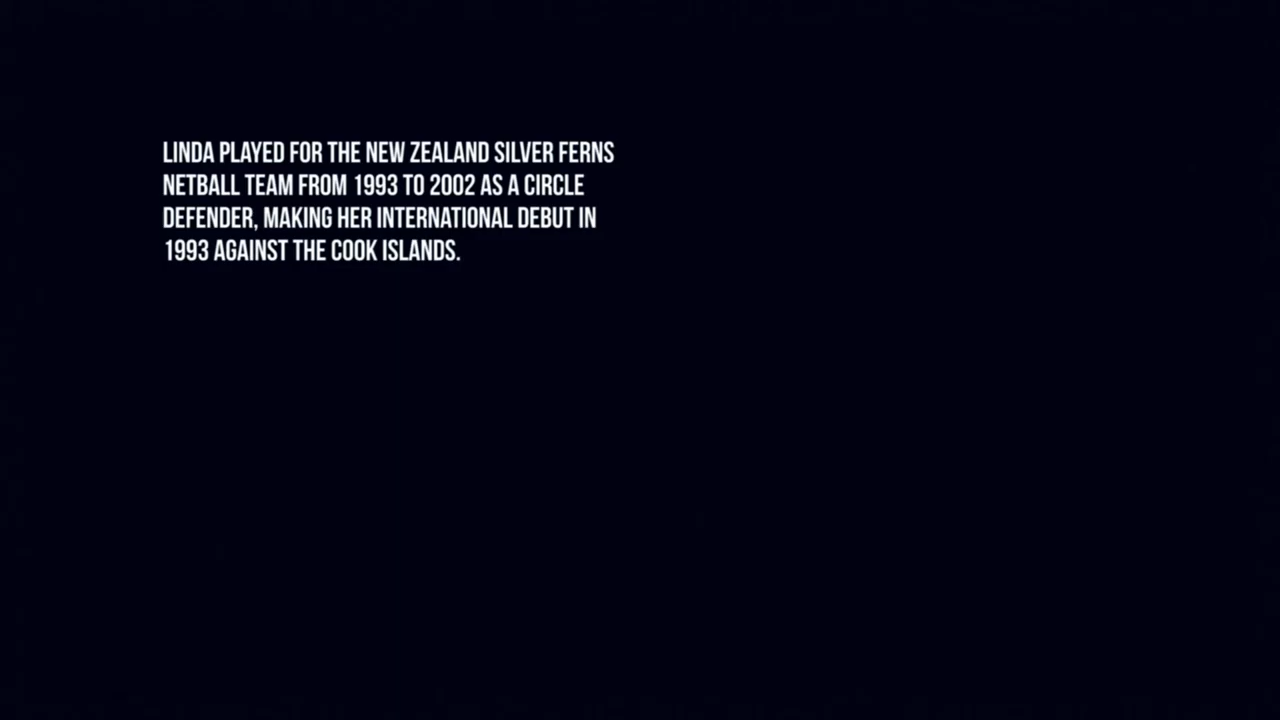 LINDA PLAYED FOR THE NEW ZEALAND SILVER FERNS
NETBALL TEAM FROM 1993 TO 2002 AS A CIRCLE
DEFENDER, MAKING HER INTERNATIONAL DEBUT IN
1993 AGAINST THE COOK ISLANDS.